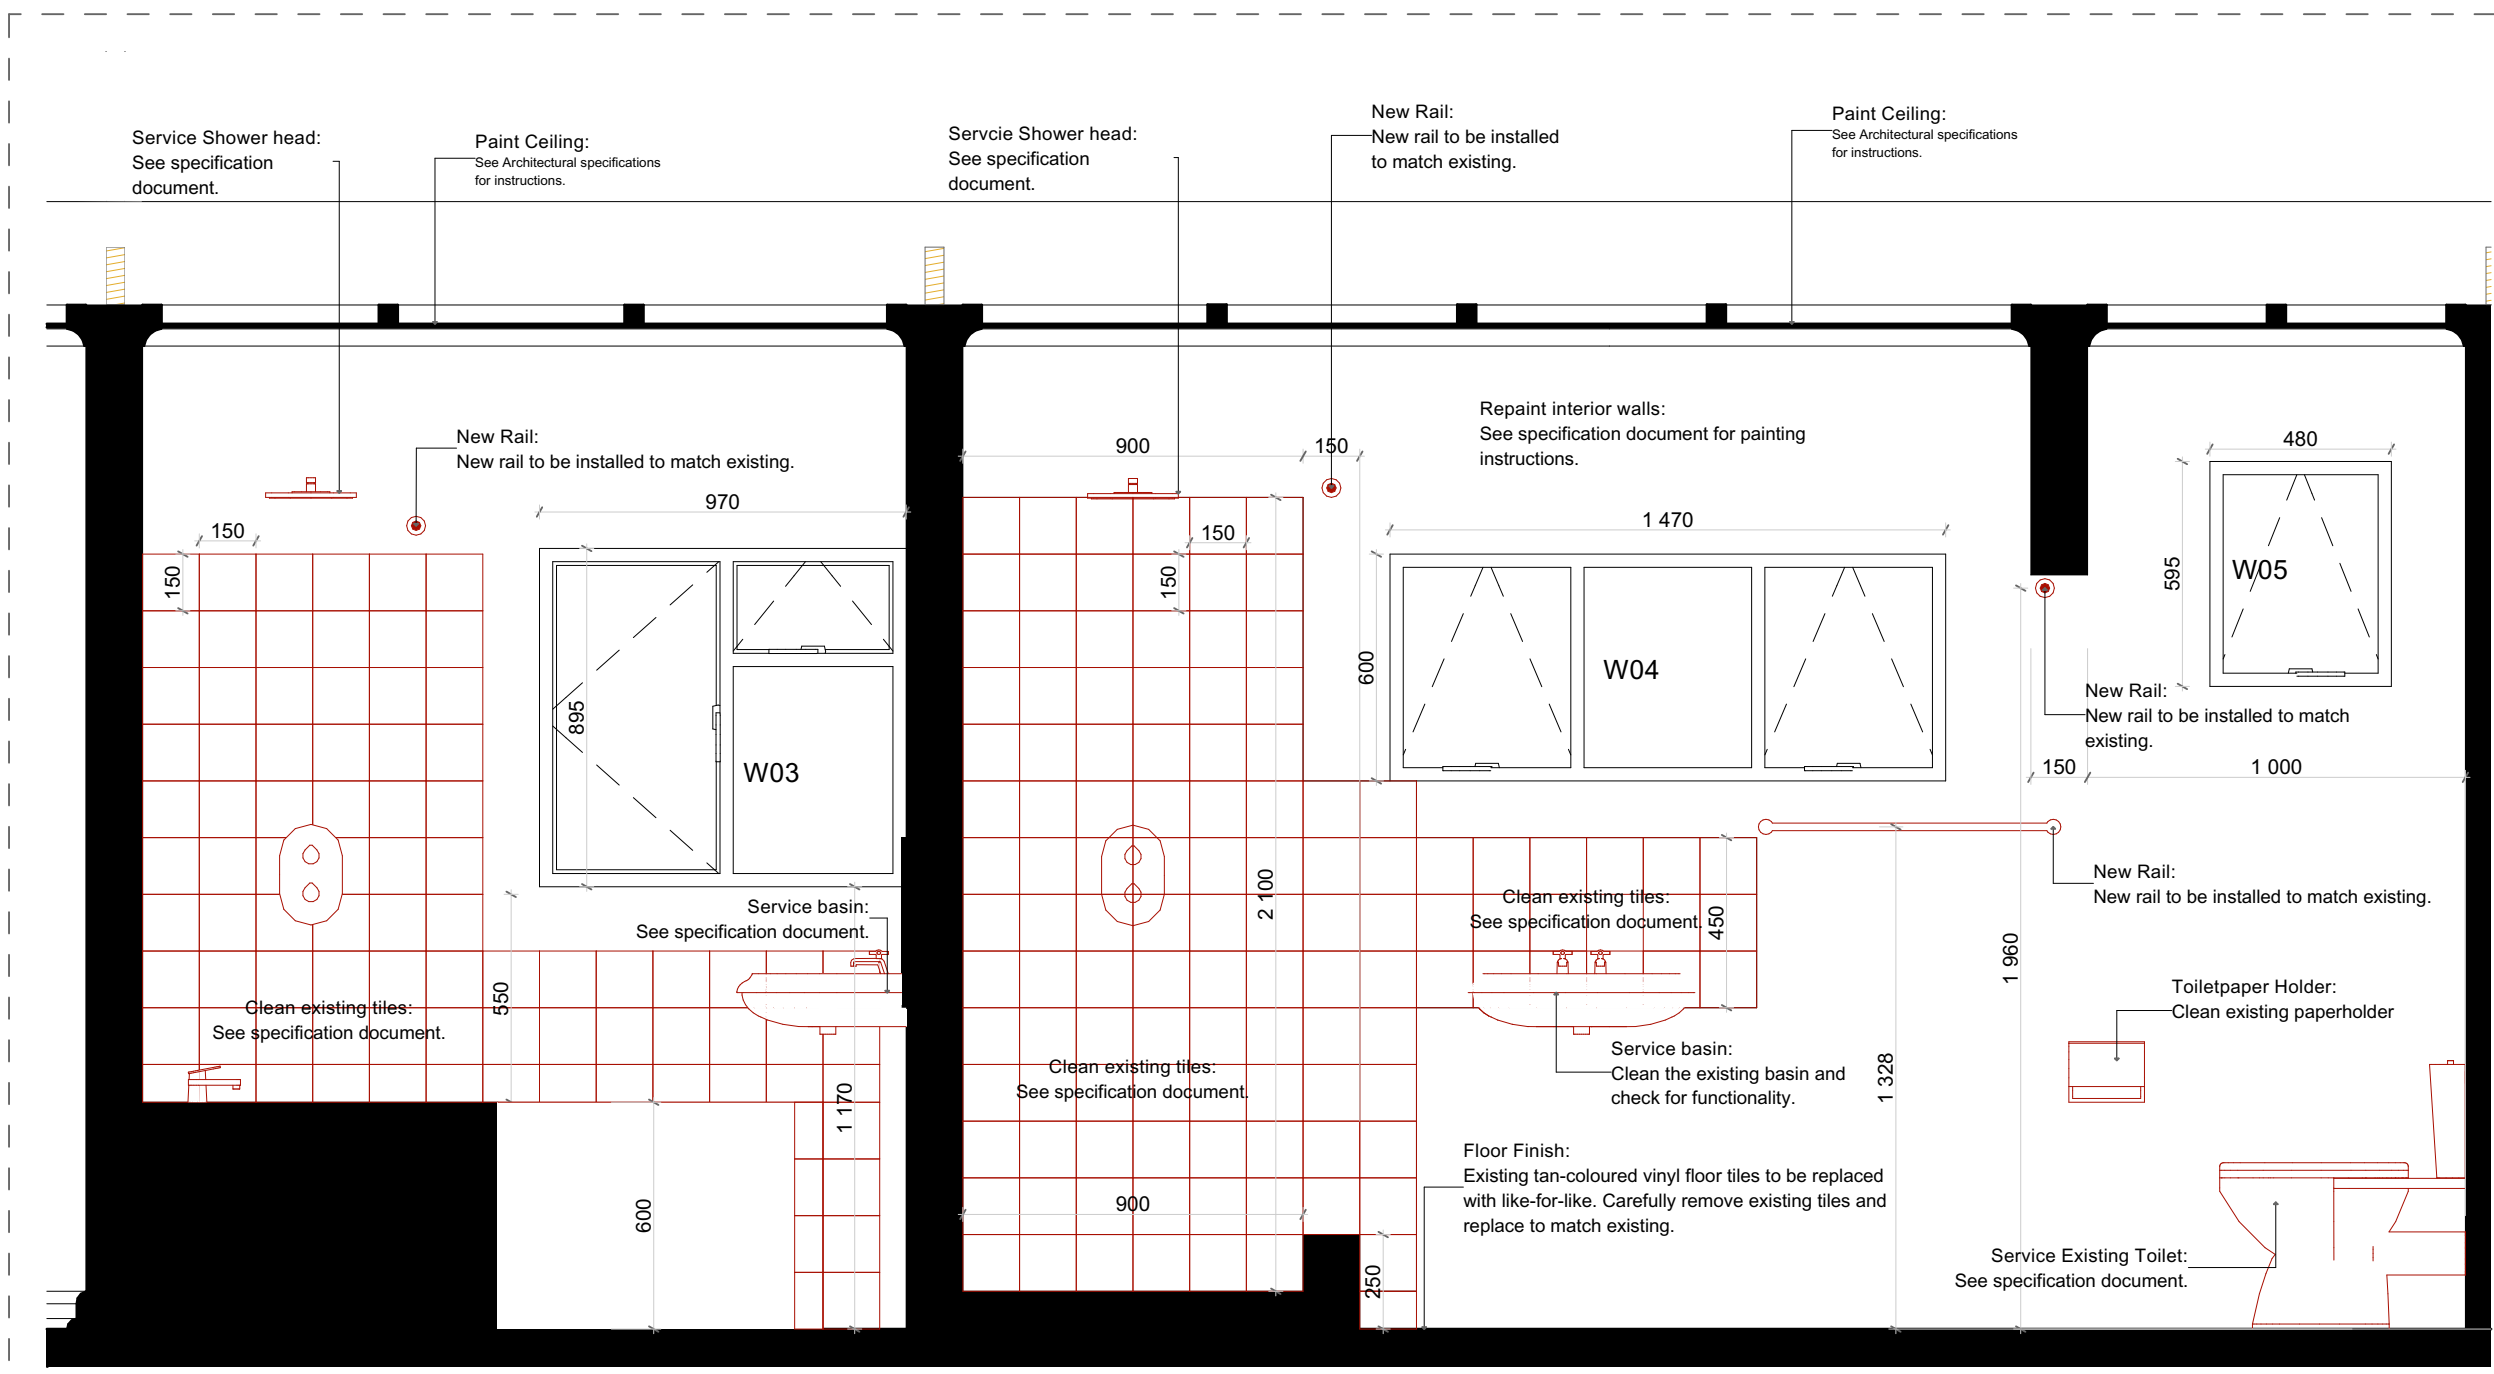 Service Shower head:
See specification
document.
Paint Ceiling:
See Architectural specifications
for instructions.
Servcie Shower head:
See specification
document.
New Rail:
New rail to be installed
to match existing.
Paint Ceiling:
See Architectural specifications
for instructions.
New Rail:
New rail to be installed to match existing.
970
150
150
895
W03
Service basin:
See specification document.
550
Clean existing tiles:
See specification document.
1 170
600
900
150
150
150
Repaint interior walls:
See specification document for painting
instructions.
1 470
600
W04
2 100
Clean existing tiles:
See specification document.
450
Clean existing tiles:
See specification document.
Service basin:
Clean the existing basin and
check for functionality.
900
250
Floor Finish:
Existing tan-coloured vinyl floor tiles to be replaced
with like-for-like. Carefully remove existing tiles and
replace to match existing.
1 328
1 960
480
595
W05
New Rail:
New rail to be installed to match
existing.
150
1 000
New Rail:
New rail to be installed to match existing.
Toiletpaper Holder:
Clean existing paperholder
Service Existing Toilet:
See specification document.